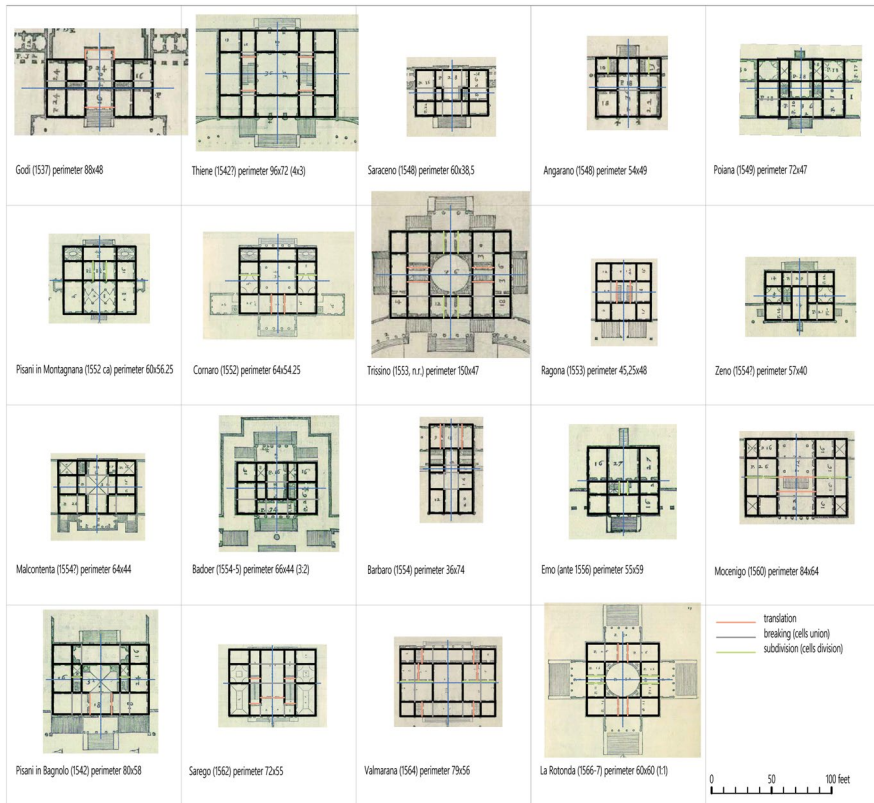 Godi (1537) perimeter 88x48
Thiene (1542?) perimeter 96x72 (4x3)
Saraceno (1548) perimeter 60x38,5
Angarano (1548) perimeter 54x49
Poiana (1549) perimeter 72x47
Pisani in Montagnana (1552 ca) perimeter 60x56.25
Cornaro (1552) perimeter 64x54.25
Trissino (1553, n.r.) perimeter 150x47
Ragona (1553) perimeter 45,25x48
Zeno (1554?) perimeter 57x40
Malcontenta (1554?) perimeter 64x44
Badoer (1554-5) perimeter 66x44 (3:2)
Barbaro (1554) perimeter 36x74
Emo (ante 1556) perimeter 55x59
Mocenigo (1560) perimeter 84x64
translation
breaking (cells union)
subdivision (cells division)
Pisani in Bagnolo (1542) perimeter 80x58
Sarego (1562) perimeter 72x55
Valmarana (1564) perimeter 79x56
La Rotonda (1566-7) perimeter 60x60 (1:1)
0 50 100 feet